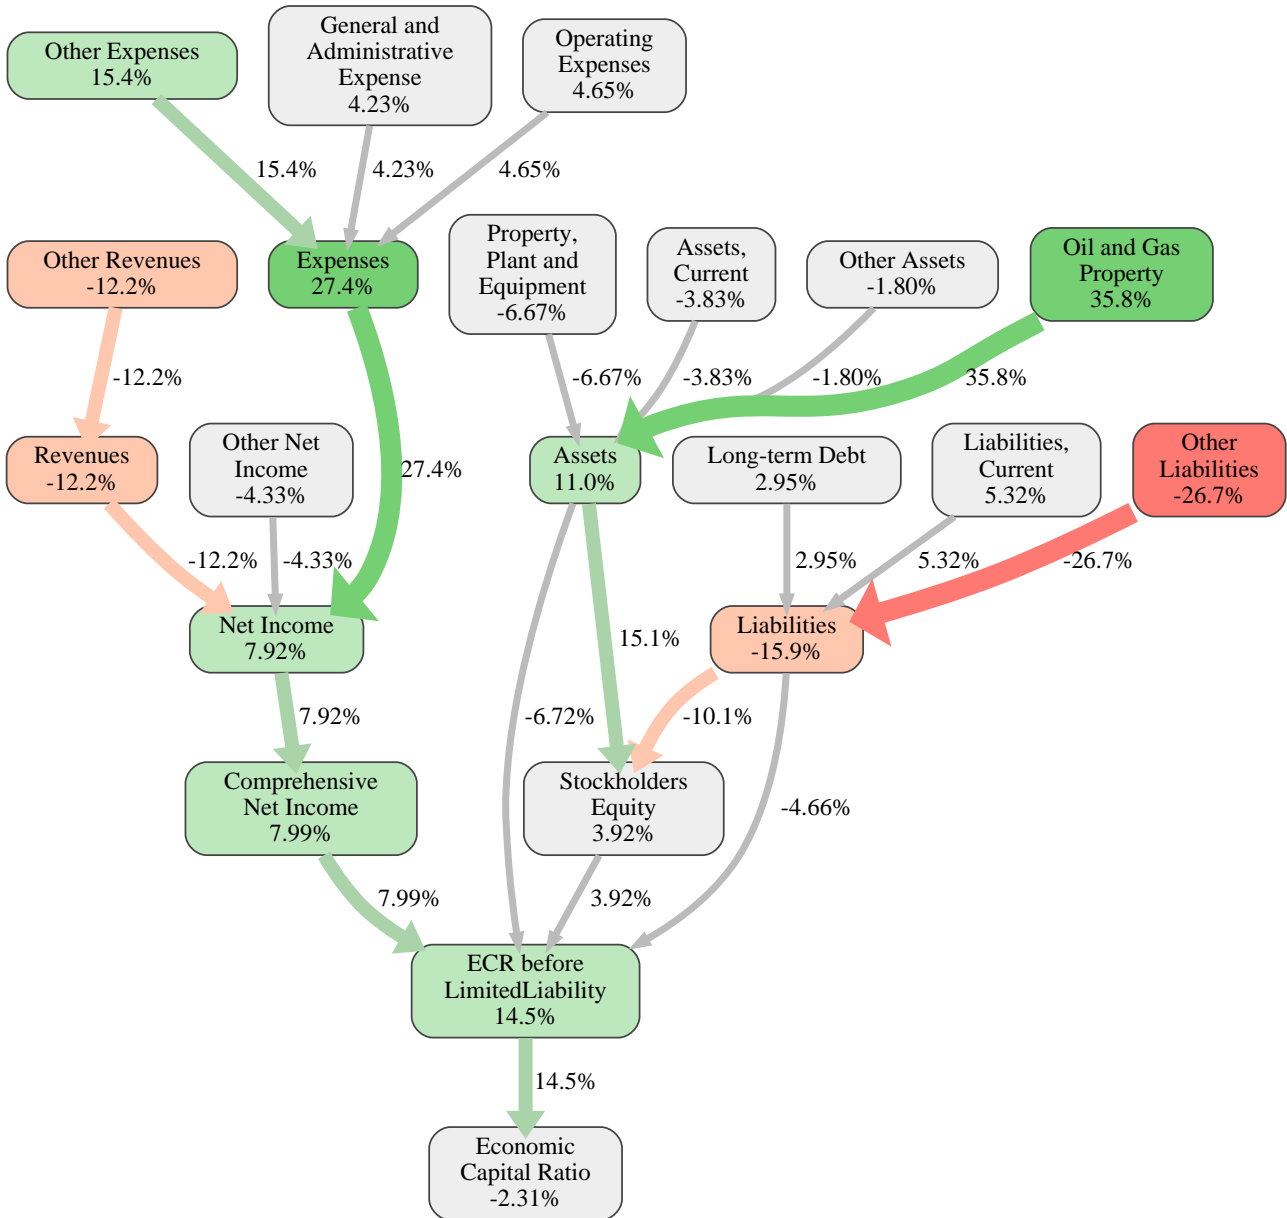 Other Expenses
15.4%
General and
Administrative
Expense
4.23%
Operating
Expenses
4.65%
15.4%
4.23%
4.65%
Other Revenues
-12.2%
Expenses
27.4%
Property,
Plant and
Equipment
-6.67%
Assets,
Current
-3.83%
Other Assets
-1.80%
Oil and Gas
Property
35.8%
-12.2%
-6.67%
-3.83%
-1.80%
35.8%
Revenues
-12.2%
Other Net
Income
-4.33%
27.4%
Assets
11.0%
Long-term Debt
2.95%
Liabilities,
Current
5.32%
Other
Liabilities
-26.7%
-12.2%
-4.33%
2.95%
5.32%
-26.7%
Net Income
7.92%
15.1%
Liabilities
-15.9%
7.92%
-6.72%
-10.1%
Comprehensive
Net Income
7.99%
Stockholders
Equity
3.92%
-4.66%
7.99%
3.92%
ECR before
LimitedLiability
14.5%
14.5%
Economic
Capital Ratio
-2.31%